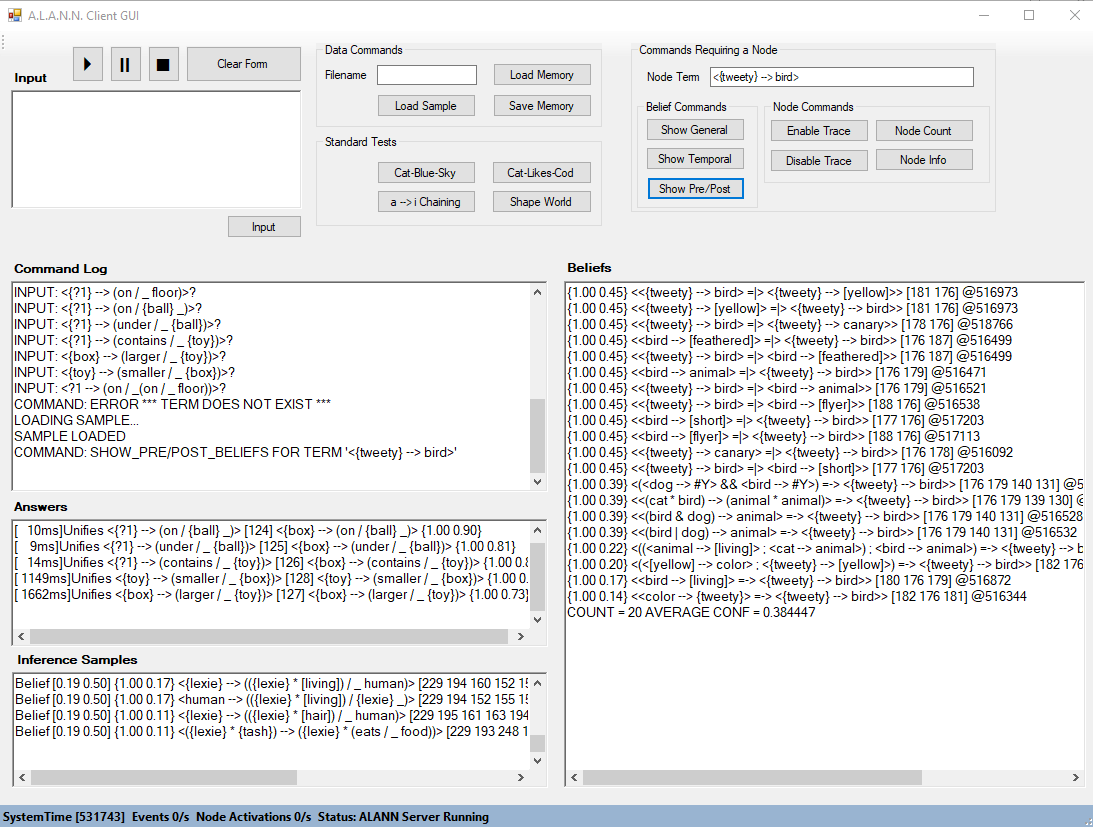 A.L.A.N.N. Client GUI
Input
Clear Form
Input
Data Commands
Filename
Load Memory
Load Sample
Save Memory
Standard Tests
Cat-Blue-Sky
Cat-Likes-Cod
a --> i Chaining
Shape World
Commands Requiring a Node
Node Term
<{tweety} --> bird>
Belief Commands
Show General
Show Temporal
Show Pre/Post
Node Commands
Enable Trace
Node Count
Disable Trace
Node Info
Command Log
INPUT: <{?1} --> (on / _ floor)>?
INPUT: <{?1} --> (on / {ball} _)>?
INPUT: <{?1} --> (under / _ {ball})>?
INPUT: <{?1} --> (contains / _ {toy})>?
INPUT: <{box} --> (larger / _ {toy})>?
INPUT: <{toy} --> (smaller / _ {box})>?
INPUT: <?1 --> (on / _(on / _ floor))>?
COMMAND: ERROR *** TERM DOES NOT EXIST ***
LOADING SAMPLE...
SAMPLE LOADED
COMMAND: SHOW_PRE/POST_BELIEFS FOR TERM '<{tweety} --> bird>'
Answers
[   10ms]Unifies <{?1} --> (on / {ball} _)> [124] <{box} --> (on / {ball} _)> {1.00 0.90}
[    9ms]Unifies <{?1} --> (under / _ {ball})> [125] <{box} --> (under / _ {ball})> {1.00 0.81}
[   14ms]Unifies <{?1} --> (contains / _ {toy})> [126] <{box} --> (contains / _ {toy})> {1.00 0.8
[ 1149ms]Unifies <{toy} --> (smaller / _ {box})> [128] <{toy} --> (smaller / _ {box})> {1.00 0.
[ 1662ms]Unifies <{box} --> (larger / _ {toy})> [127] <{box} --> (larger / _ {toy})> {1.00 0.73}
Inference Samples
Belief [0.19 0.50] {1.00 0.17} <{lexie} --> (({lexie} * [living]) / _ human)> [229 194 160 152 15
Belief [0.19 0.50] {1.00 0.17} <human --> (({lexie} * [living]) / {lexie} _)> [229 194 152 155 15
Belief [0.19 0.50] {1.00 0.11} <{lexie} --> (({lexie} * [hair]) / _ human)> [229 195 161 163 194
Belief [0.19 0.50] {1.00 0.11} <({lexie} * {tash}) --> ({lexie} * (eats / _ food))> [229 193 248 1
Beliefs
{1.00 0.45} <<{tweety} --> bird> =|> <{tweety} --> [yellow]>> [181 176] @516973
{1.00 0.45} <<{tweety} --> [yellow]> =|> <{tweety} --> bird>> [181 176] @516973
{1.00 0.45} <<{tweety} --> bird> =|> <{tweety} --> canary>> [178 176] @518766
{1.00 0.45} <<bird --> [feathered]> =|> <{tweety} --> bird>> [176 187] @516499
{1.00 0.45} <<{tweety} --> bird> =|> <bird --> [feathered]>> [176 187] @516499
{1.00 0.45} <<bird --> animal> =|> <{tweety} --> bird>> [176 179] @516471
{1.00 0.45} <<{tweety} --> bird> =|> <bird --> animal>> [176 179] @516521
{1.00 0.45} <<{tweety} --> bird> =|> <bird --> [flyer]>> [188 176] @516538
{1.00 0.45} <<bird --> [short]> =|> <{tweety} --> bird>> [177 176] @517203
{1.00 0.45} <<bird --> [flyer]> =|> <{tweety} --> bird>> [188 176] @517113
{1.00 0.45} <<{tweety} --> canary> =|> <{tweety} --> bird>> [176 178] @516092
{1.00 0.45} <<{tweety} --> bird> =|> <bird --> [short]>> [177 176] @517203
{1.00 0.39} <(<dog --> #Y> && <bird --> #Y>) => <{tweety} --> bird>> [176 179 140 131] @5
{1.00 0.39} <<(cat * bird) --> (animal * animal)> => <{tweety} --> bird>> [176 179 139 130] @
{1.00 0.39} <<(bird & dog) --> animal> => <{tweety} --> bird>> [176 179 140 131] @516528
{1.00 0.39} <<(bird | dog) --> animal> => <{tweety} --> bird>> [176 179 140 131] @516532
{1.00 0.22} <((<animal --> [living]> ; <cat --> animal>) ; <bird --> animal>) => <{tweety} --> b
{1.00 0.20} <(<[yellow] --> color> ; <{tweety} --> [yellow]>) => <{tweety} --> bird>> [182 176
{1.00 0.17} <<bird --> [living]> => <{tweety} --> bird>> [180 176 179] @516872
{1.00 0.14} <<color --> {tweety}> => <{tweety} --> bird>> [182 176 181] @516344
COUNT = 20 AVERAGE CONF = 0.384447
SystemTime [531743]  Events 0/s  Node Activations 0/s  Status: ALANN Server Running